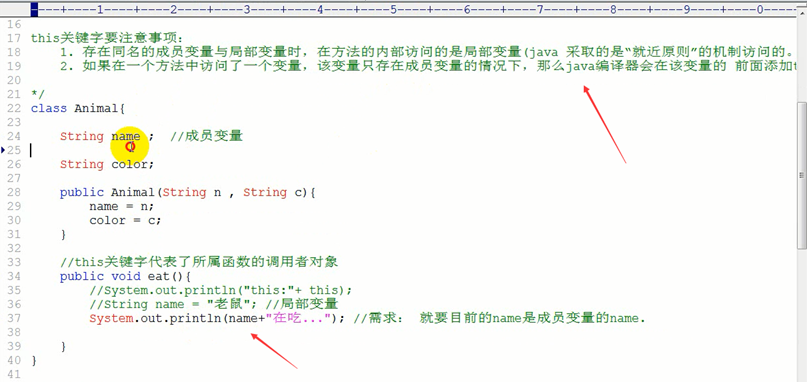 ----+----1----+----2----+----3----+----4----+----5----+----6----+----7----+----8----+----9----+----0----+--
16
17 this关键字要注意事项:
18 1. 存在同名的成员变量与局部变量时,在方法的内部访问的是局部变量(java 采取的是“就近原则”的机制访问的。
19 2. 如果在一个方法中访问了一个变量,该变量只存在成员变量的情况下,那么java编译器会在该变量的 前面添加t
20
21 */
22 class Animal{
23
24 String name ; //成员变量
25
26 String color;
27
28 public Animal(String n , String c){
29 name = n;
30 color = c;
31 }
32
33 //this关键字代表了所属函数的调用者对象
34 public void eat(){
35 //System.out.println("this:"+ this);
36 //String name = "老鼠"; //局部变量
37 System.out.println(name+"在吃..."); //需求: 就要目前的name是成员变量的name.
38
39 }
40 }
41